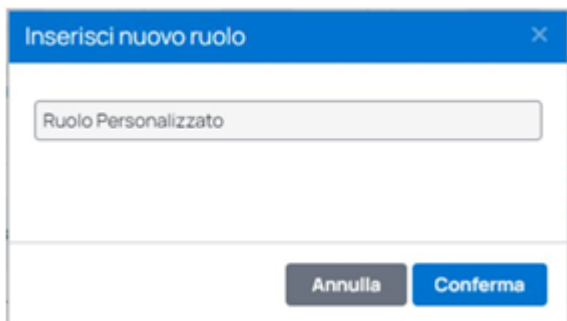 Inserisci nuovo ruolo
Ruolo Personalizzato
Annulla Conferma